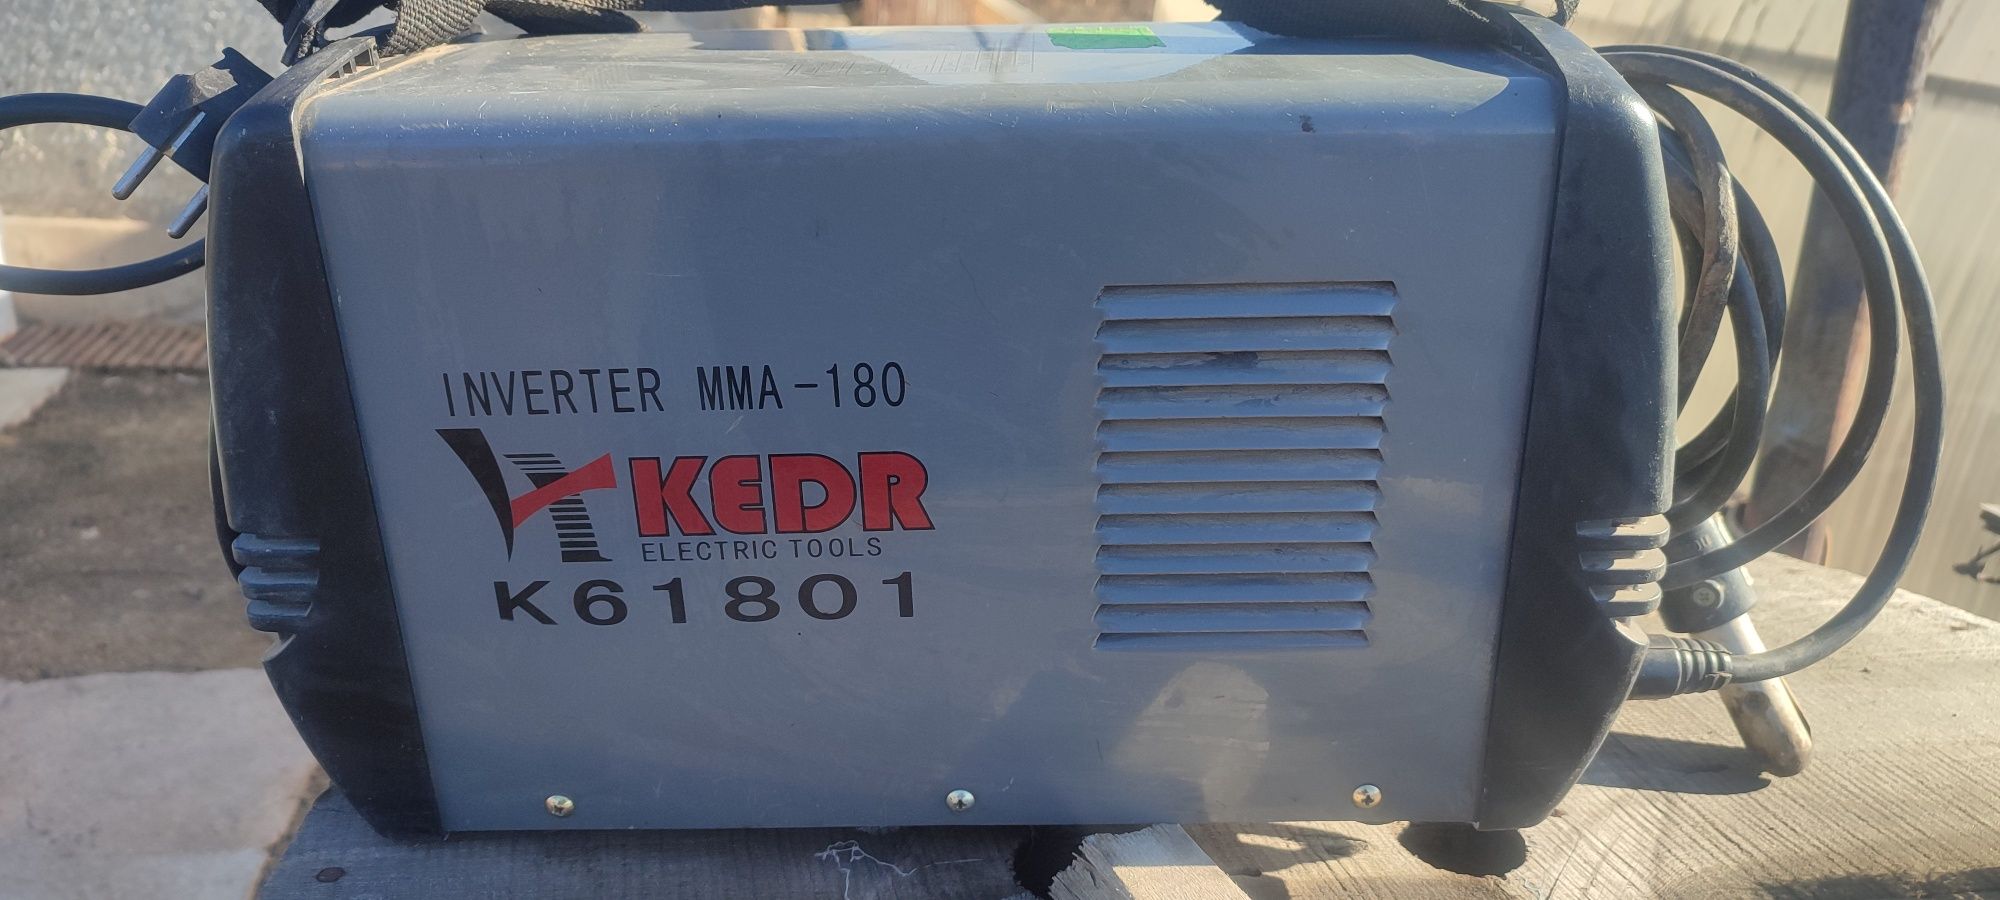 INVERTER MMA-180
KEDR
ELECTRIC TOOLS
K61801